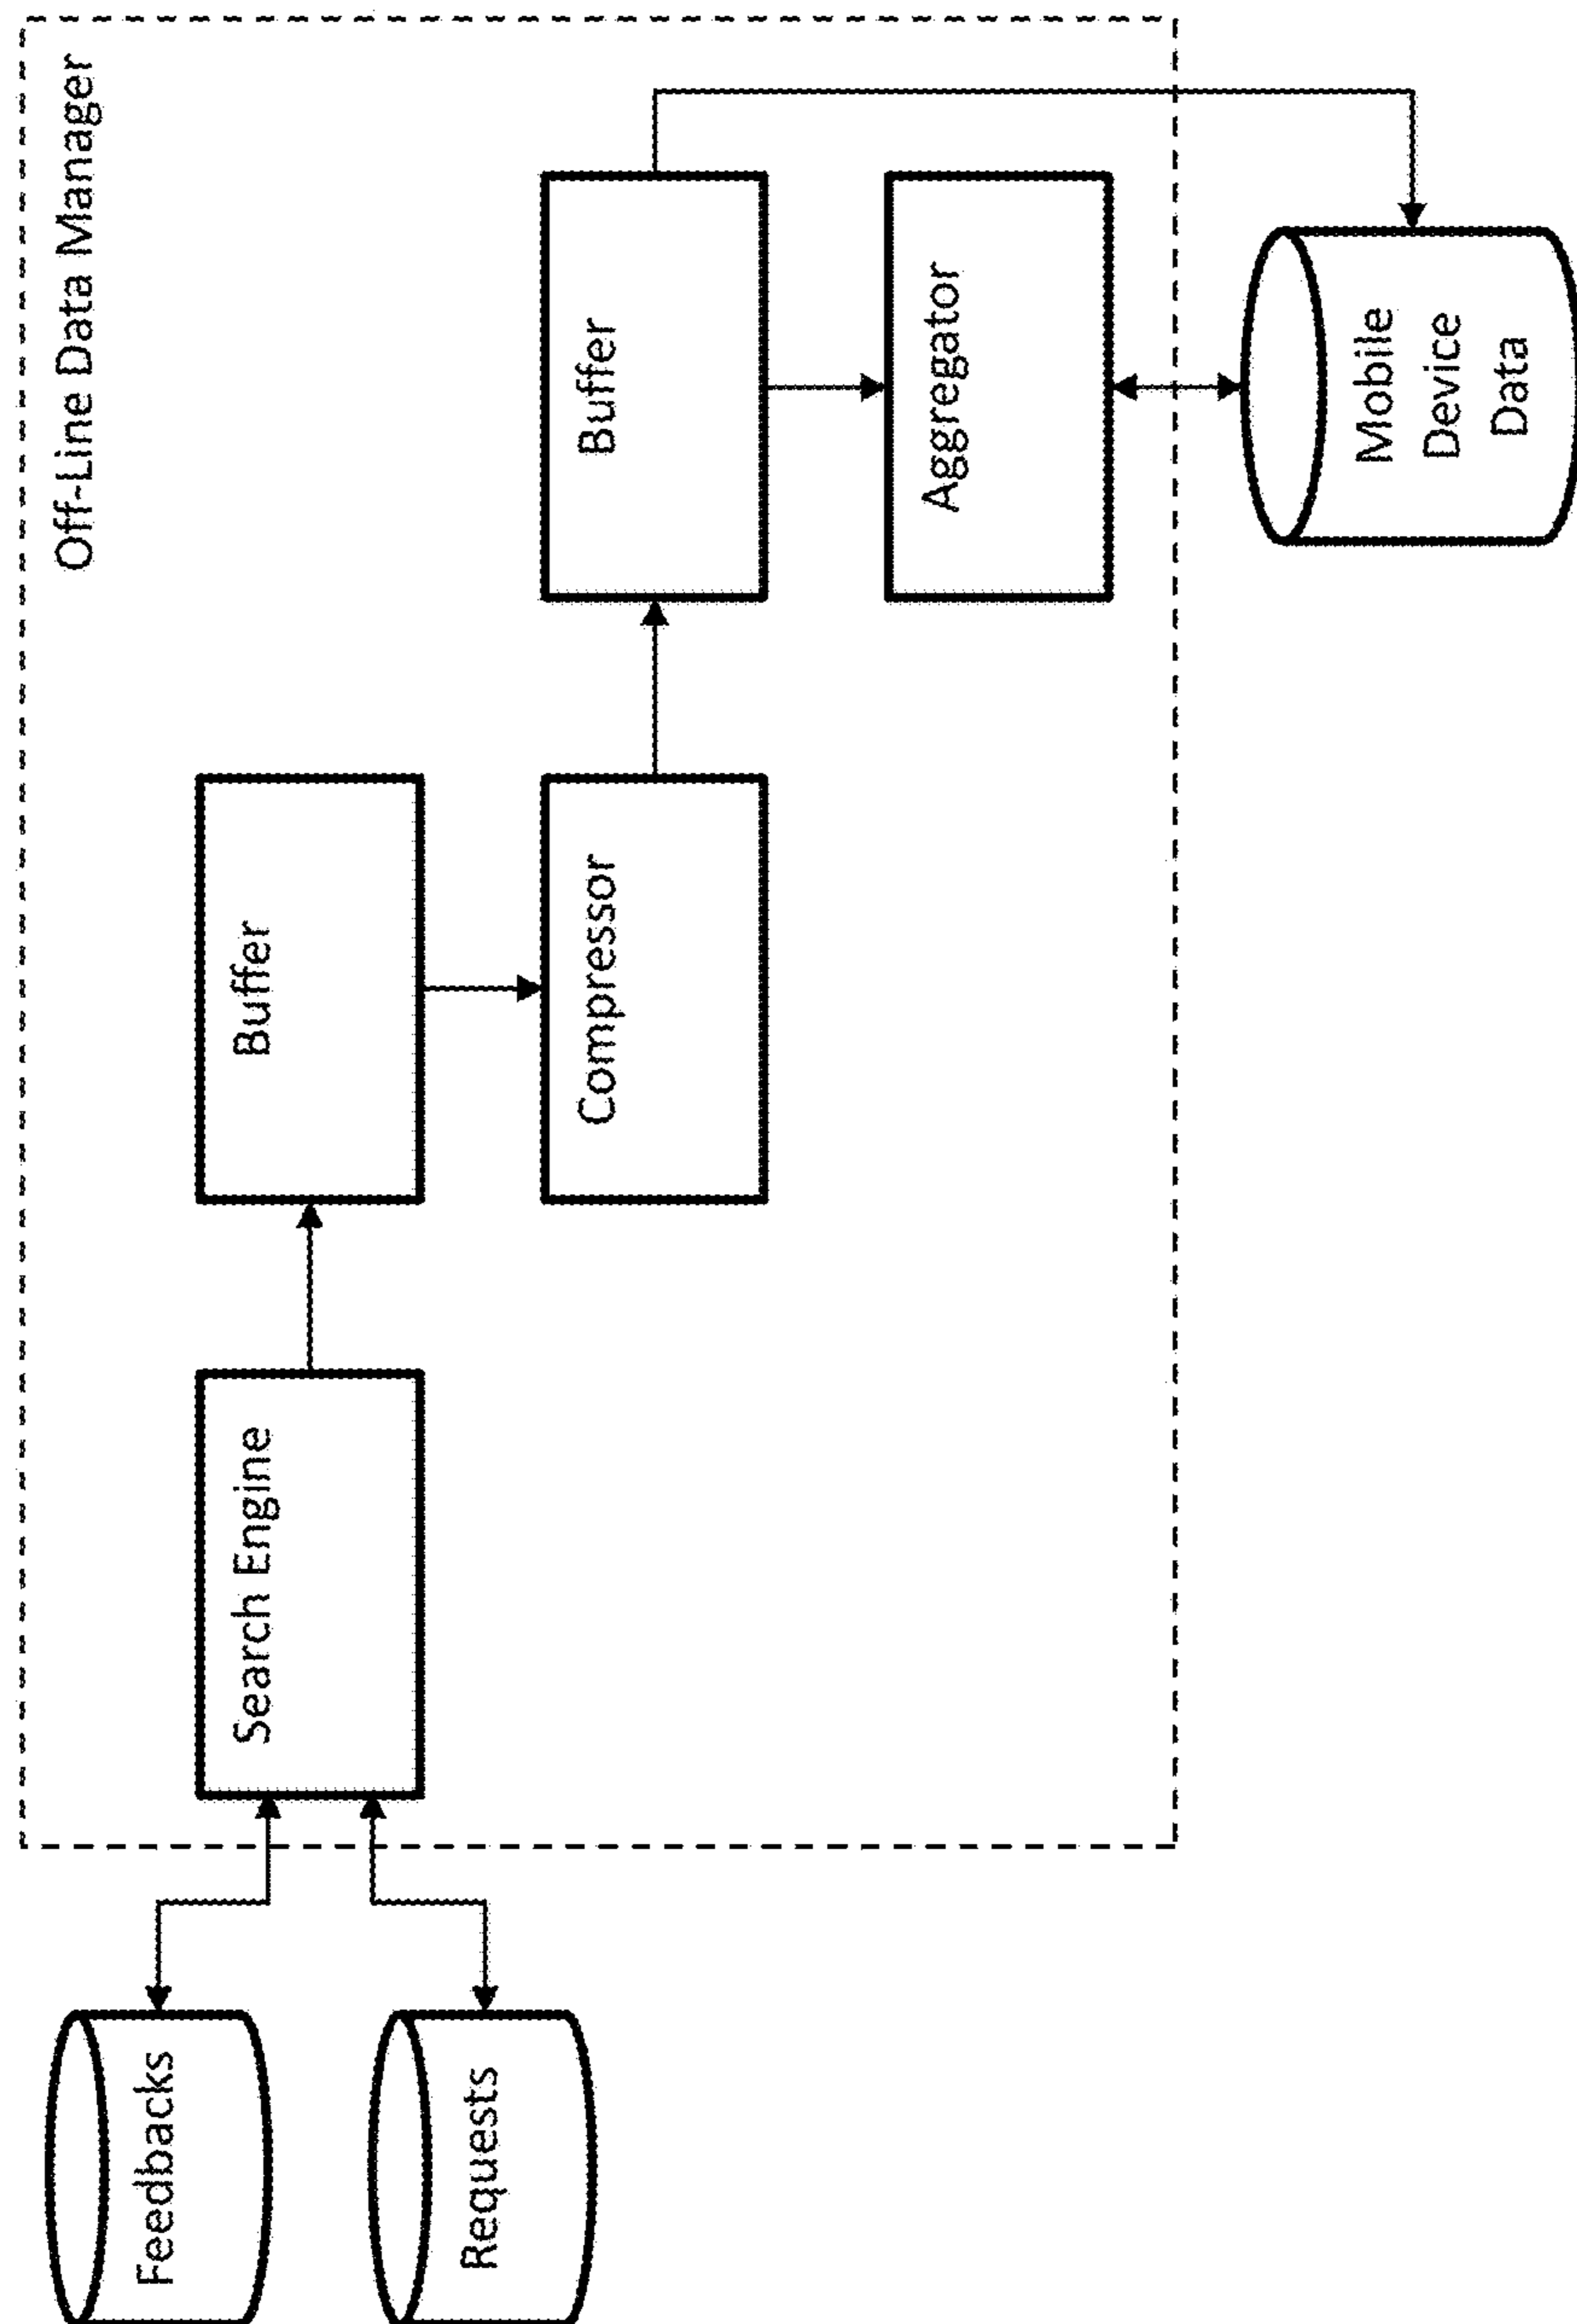 Off-Line Data Manager
Feedbacks
Requests
Search Engine
Buffer
Compressor
Buffer
Aggregator
Mobile
Device
Data